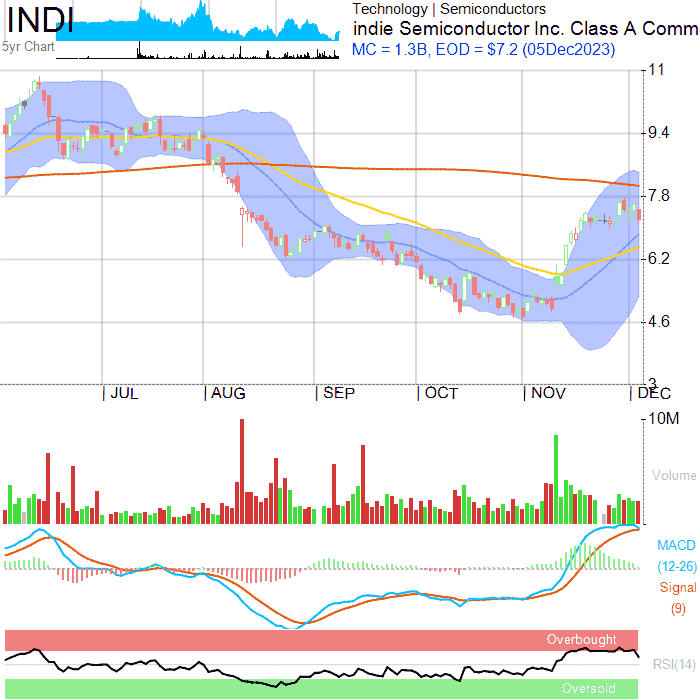 INDI
5yr Chart
Technology | Semiconductors
indie Semiconductor Inc. Class A Comm
MC = 1.3B, EOD = $7.2 (05Dec2023)
11
9.4
7.8
6.2
4.6
3
JUL
AUG
SEP
OCT
NOV
DEC
10M
Volume
MACD
(12-26)
Signal
(9)
Overbought
RSI(14)
Oversold